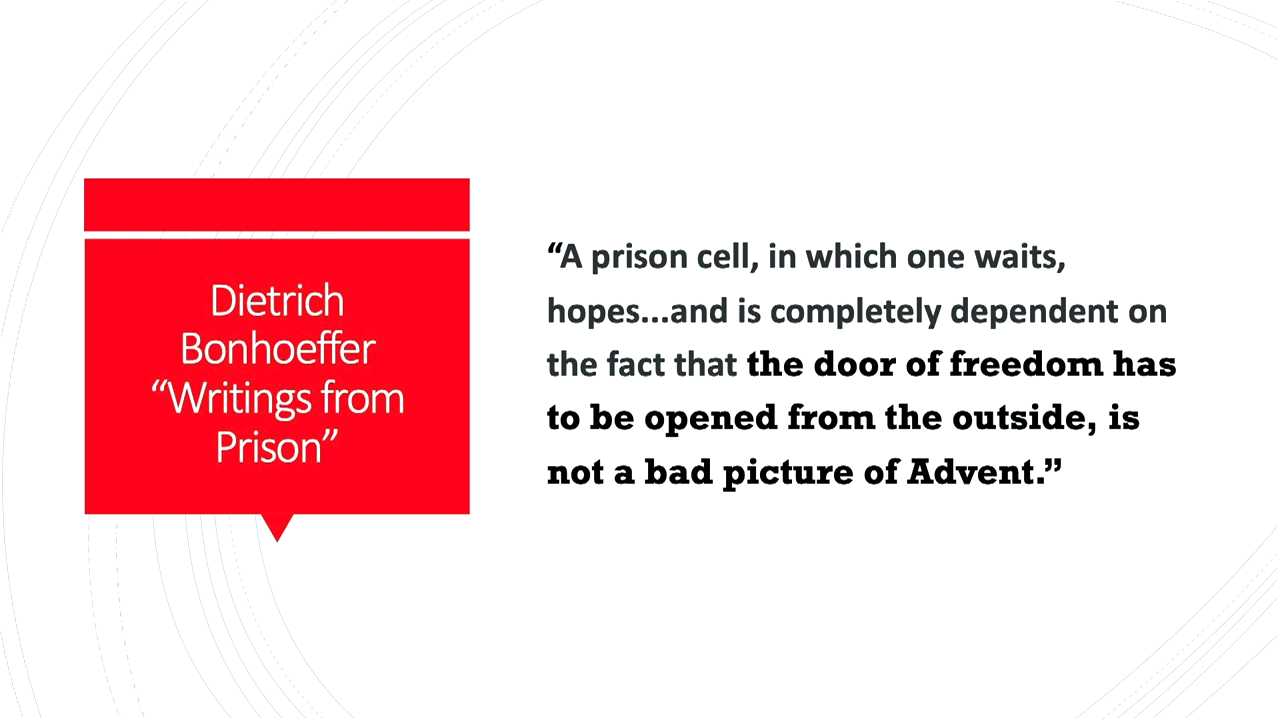 Dietrich
Bonhoeffer
“Writings from
Prison”
“A prison cell, in which one waits,
hopes...and is completely dependent on
the fact that the door of freedom has
to be opened from the outside, is
not a bad picture of Advent.”